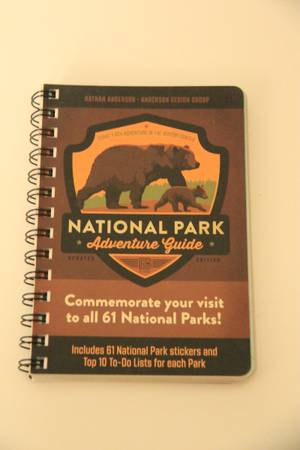 NATHAN ANDERSON · ANDERSON DESIGN GROUP
NATIONAL PARK
Adventure Guide
UPDATED EDITION
Commemorate your visit
to all 61 National Parks!
Includes 61 National Park stickers and
Top 10 To-Do Lists for each Park